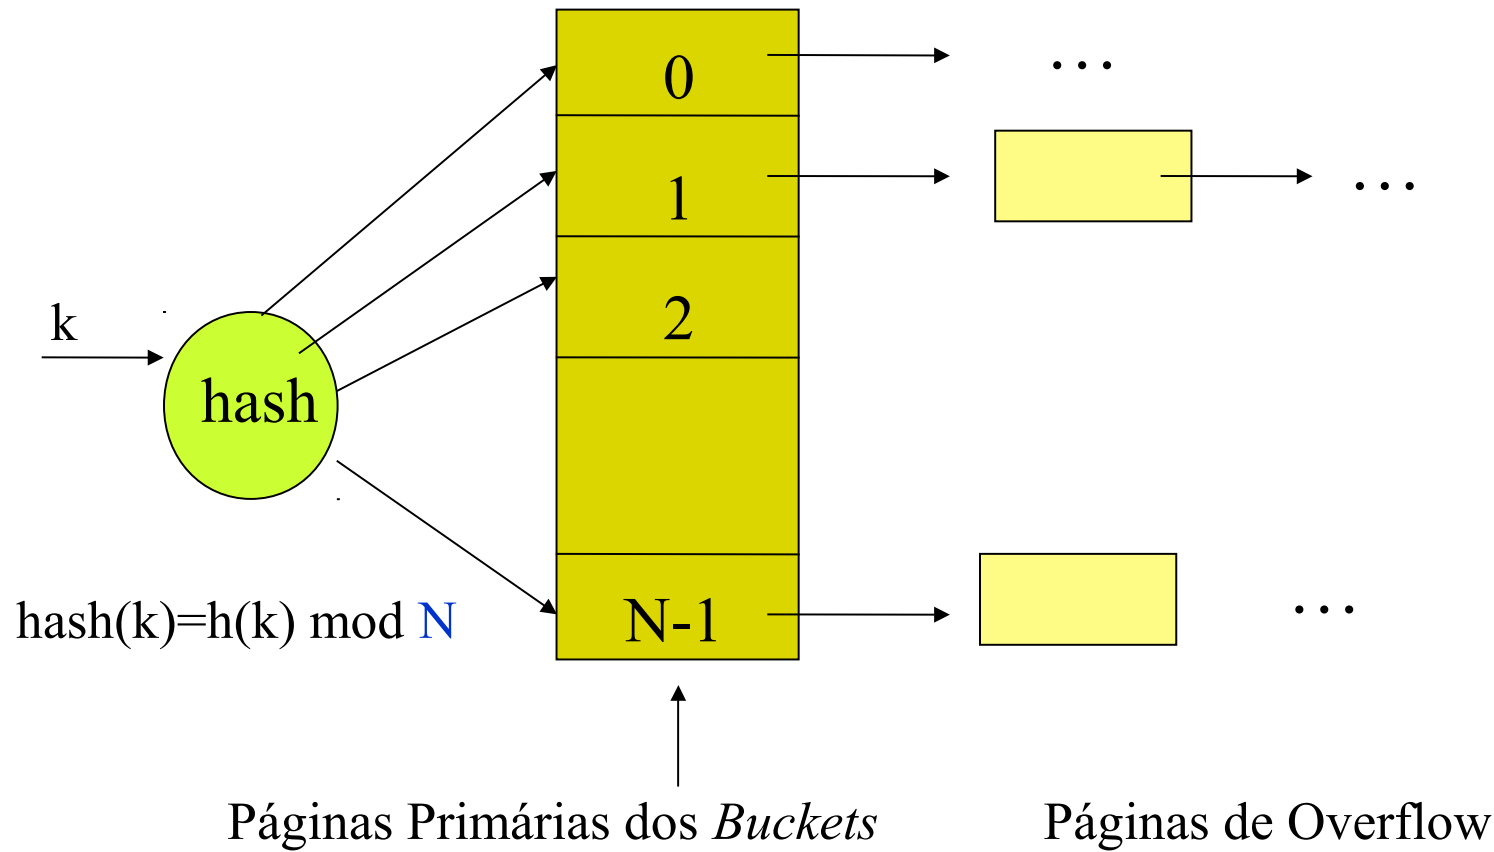 0
…
1
…
2
k
hash
N-1
…
hash(k)=h(k) mod N
Páginas Primárias dos Buckets
Páginas de Overflow